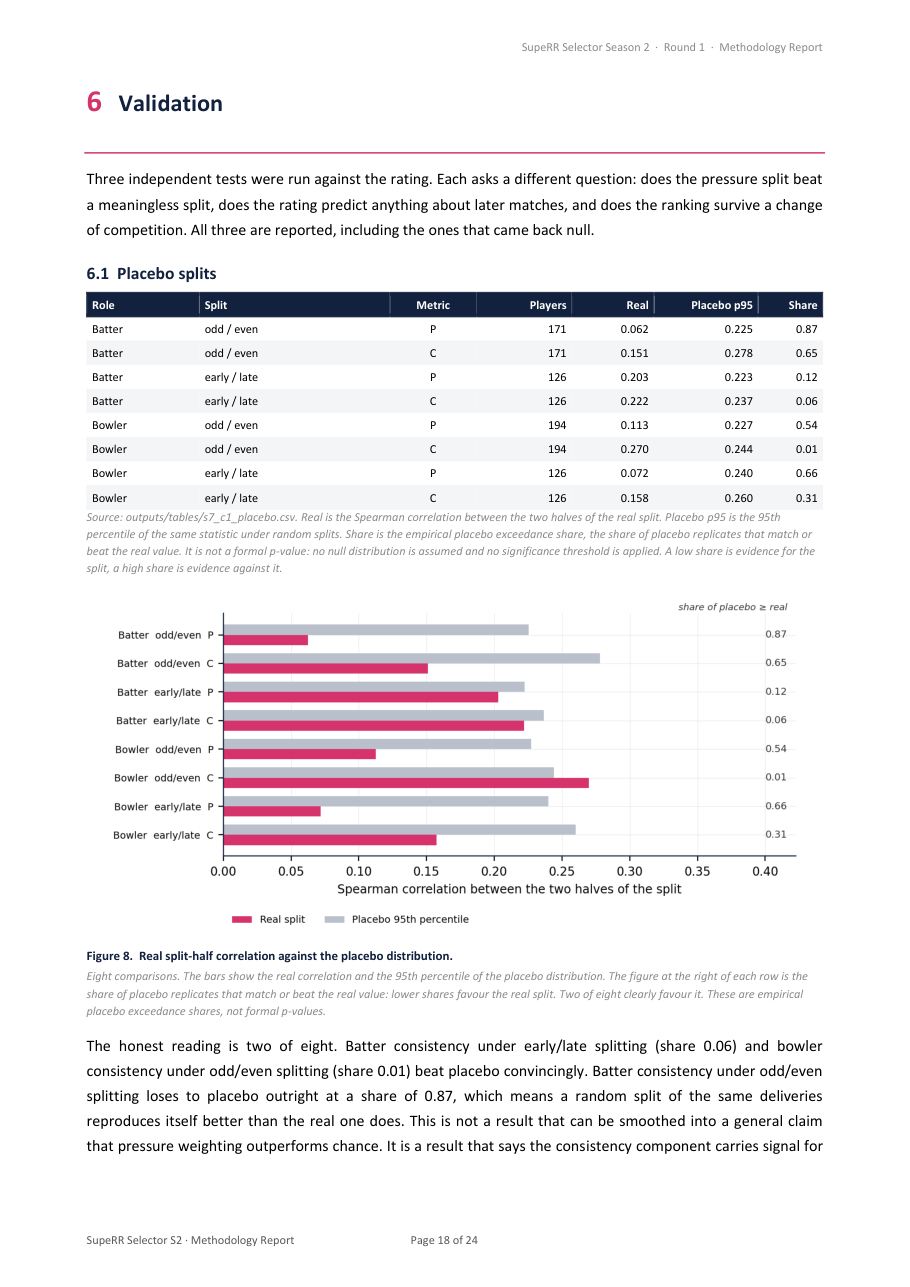 SupeRR Selector Season 2 · Round 1 · Methodology Report
6 Validation
Three independent tests were run against the rating. Each asks a different question: does the pressure split beat
a meaningless split, does the rating predict anything about later matches, and does the ranking survive a change
of competition. All three are reported, including the ones that came back null.
6.1 Placebo splits
Role Split Metric Players Real Placebo p95 Share
Batter odd / even P 171 0.062 0.225 0.87
Batter odd / even C 171 0.151 0.278 0.65
Batter early / late P 126 0.203 0.223 0.12
Batter early / late C 126 0.222 0.237 0.06
Bowler odd / even P 194 0.113 0.227 0.54
Bowler odd / even C 194 0.270 0.244 0.01
Bowler early / late P 126 0.072 0.240 0.66
Bowler early / late C 126 0.158 0.260 0.31
Source: outputs/tables/s7_c1_placebo.csv. Real is the Spearman correlation between the two halves of the real split. Placebo p95 is the 95th
percentile of the same statistic under random splits. Share is the empirical placebo exceedance share, the share of placebo replicates that match or
beat the real value. It is not a formal p-value: no null distribution is assumed and no significance threshold is applied. A low share is evidence for the
split, a high share is evidence against it.
share of placebo ≥ real
Batter odd/even P 0.87
Batter odd/even C 0.65
Batter early/late P 0.12
Batter early/late C 0.06
Bowler odd/even P 0.54
Bowler odd/even C 0.01
Bowler early/late P 0.66
Bowler early/late C 0.31
0.00 0.05 0.10 0.15 0.20 0.25 0.30 0.35 0.40
Spearman correlation between the two halves of the split
Real split Placebo 95th percentile
Figure 8. Real split-half correlation against the placebo distribution.
Eight comparisons. The bars show the real correlation and the 95th percentile of the placebo distribution. The figure at the right of each row is the
share of placebo replicates that match or beat the real value: lower shares favour the real split. Two of eight clearly favour it. These are empirical
placebo exceedance shares, not formal p-values.
The honest reading is two of eight. Batter consistency under early/late splitting (share 0.06) and bowler
consistency under odd/even splitting (share 0.01) beat placebo convincingly. Batter consistency under odd/even
splitting loses to placebo outright at a share of 0.87, which means a random split of the same deliveries
reproduces itself better than the real one does. This is not a result that can be smoothed into a general claim
that pressure weighting outperforms chance. It is a result that says the consistency component carries signal for
SupeRR Selector S2 · Methodology Report Page 18 of 24